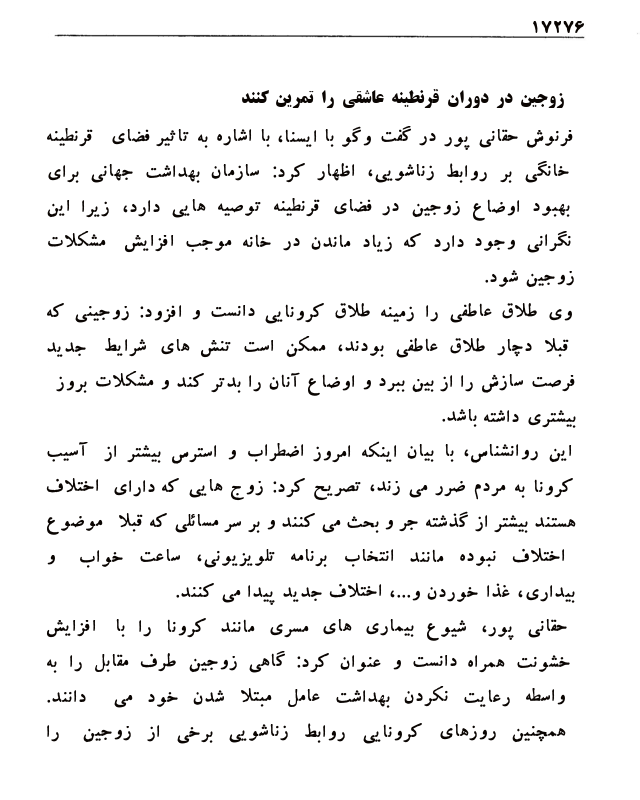 ۱۷۲۷۶
زوجین در دوران قرنطینه عاشقی را تمرین کنند
فرنوش حقانی پور در گفت وگو با ایسنا، با اشاره به تاثیر فضای قرنطینه
خانگی بر روابط زناشویی، اظهار کرد: سازمان بهداشت جهانی برای
بهبود اوضاع زوجین در فضای قرنطینه توصیه هایی دارد، زیرا این
نگرانی وجود دارد که زیاد ماندن در خانه موجب افزایش مشکلات
زوجین شود.
وی طلاق عاطفی را زمینه طلاق کرونایی دانست و افزود: زوجینی که
قبلا دچار طلاق عاطفی بودند، ممکن است تنش های شرایط جدید
فرصت سازش را از بین ببرد و اوضاع آنان را بدتر کند و مشکلات بروز
بیشتری داشته باشد.
این روانشناس، با بیان اینکه امروز اضطراب و استرس بیشتر از آسیب
کرونا به مردم ضرر می زند، تصریح کرد: زوج هایی که دارای اختلاف
هستند بیشتر از گذشته جر و بحث می کنند و بر سر مسائلی که قبلا موضوع
اختلاف نبوده مانند انتخاب برنامه تلویزیونی، ساعت خواب و
بیداری، غذا خوردن و...، اختلاف جدید پیدا می کنند.
حقانی پور، شیوع بیماری های مسری مانند کرونا را با افزایش
خشونت همراه دانست و عنوان کرد: گاهی زوجین طرف مقابل را به
واسطه رعایت نکردن بهداشت عامل مبتلا شدن خود می دانند.
همچنین روزهای کرونایی روابط زناشویی برخی از زوجین را